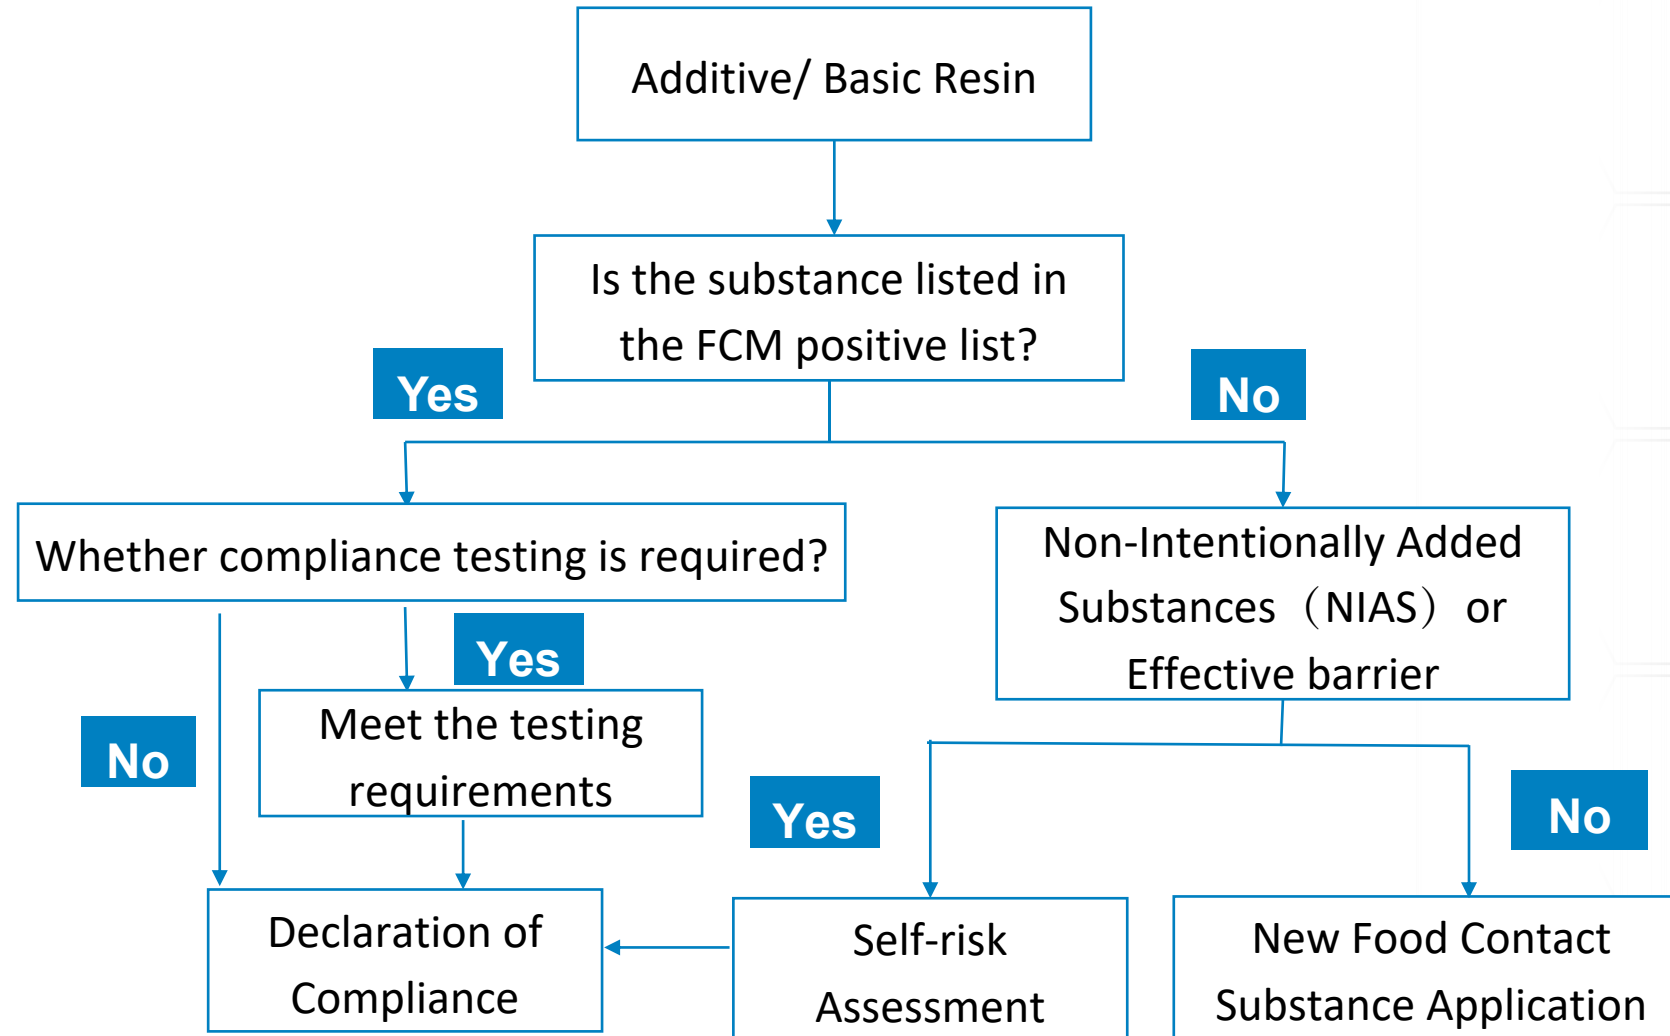 Additive/ Basic Resin
Is the substance listed in
the FCM positive list?
Yes
No
Whether compliance testing is required?
Non-Intentionally Added
Substances（NIAS）or
Effective barrier
Yes
No
Meet the testing
requirements
Yes
No
Declaration of
Compliance
Self-risk
Assessment
New Food Contact
Substance Application